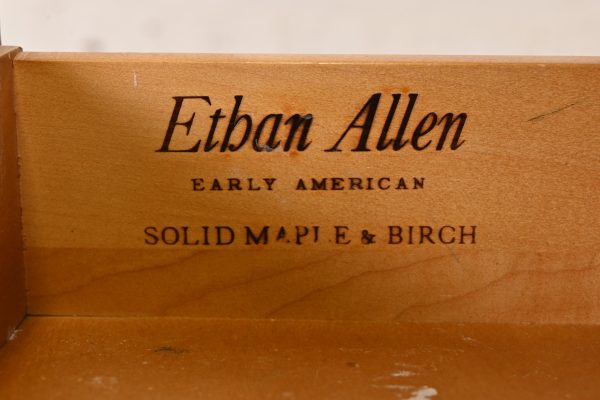 Ethan Allen
EARLY AMERICAN
SOLID MAPLE & BIRCH